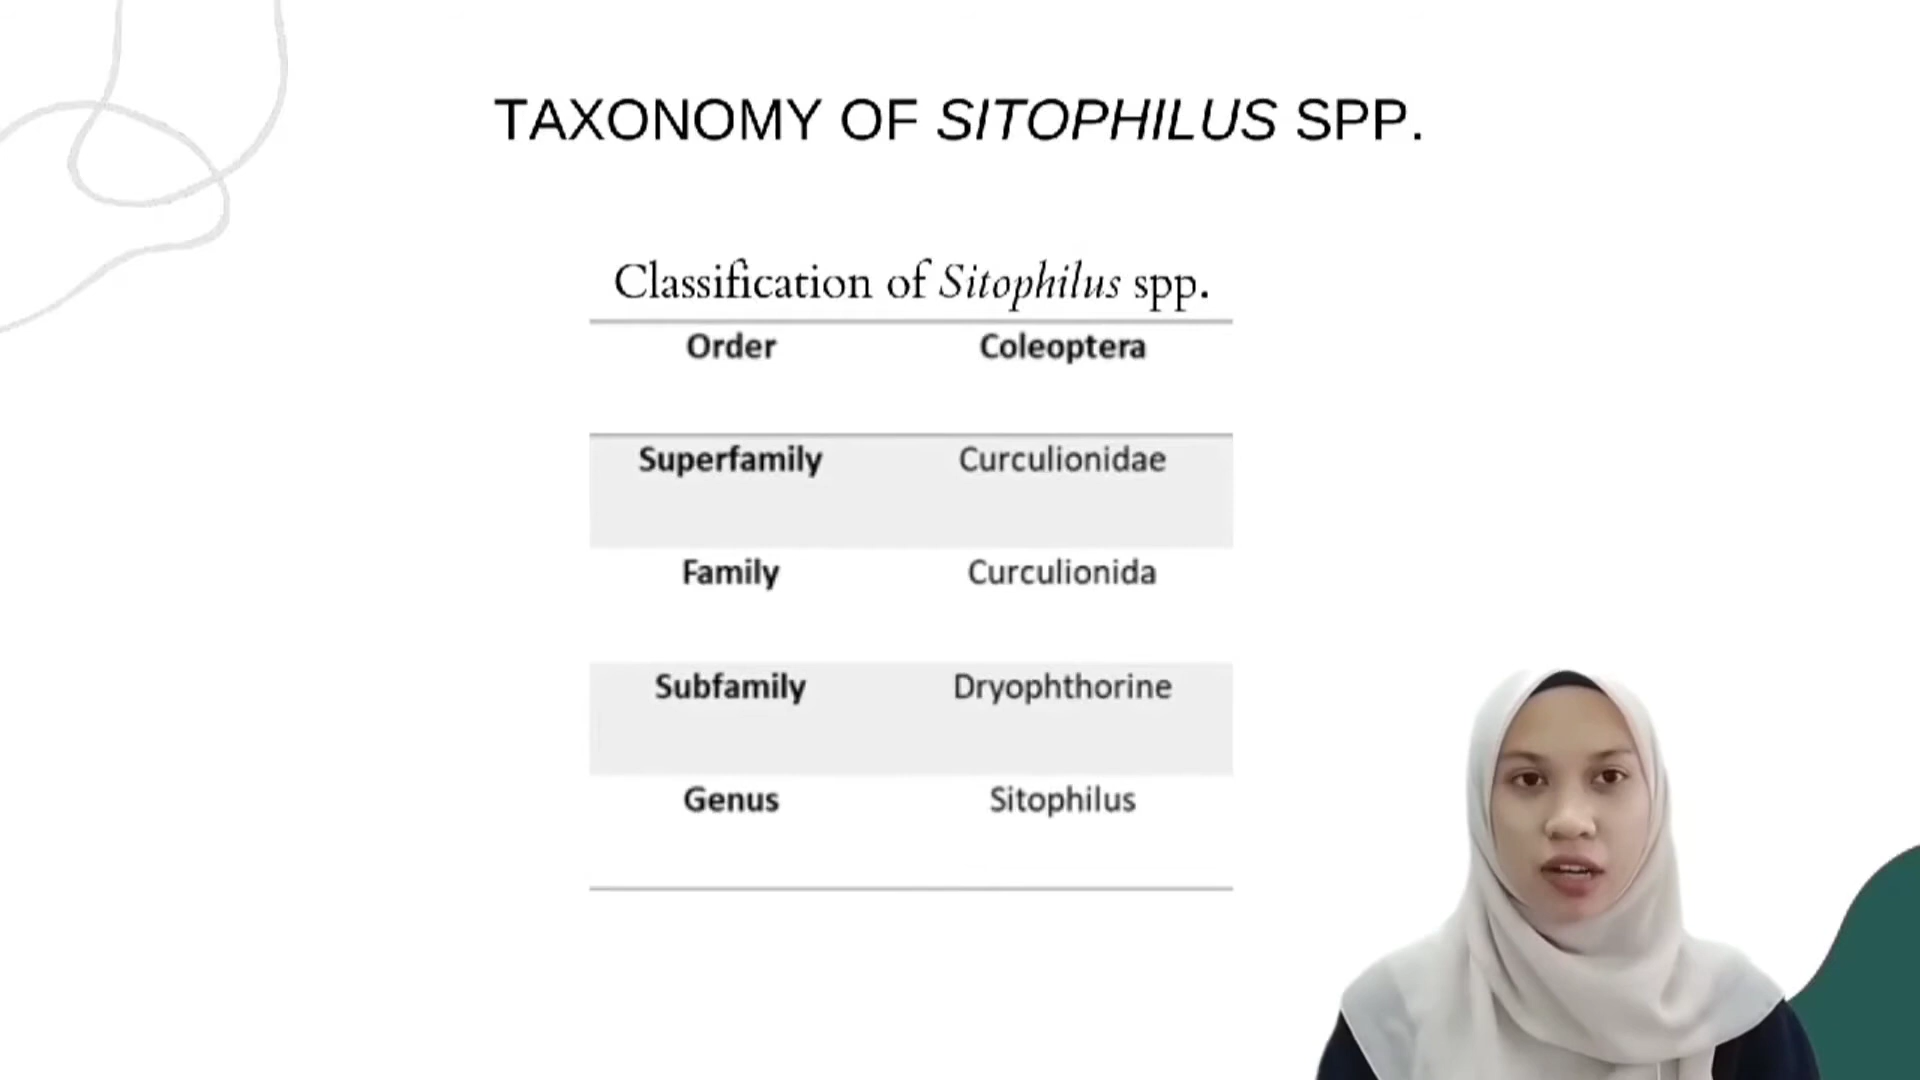 TAXONOMY OF SITOPHILUS SPP.
Classification of Sitophilus spp.
Order Coleoptera
Superfamily Curculionidae
Family Curculionida
Subfamily Dryophthorine
Genus Sitophilus